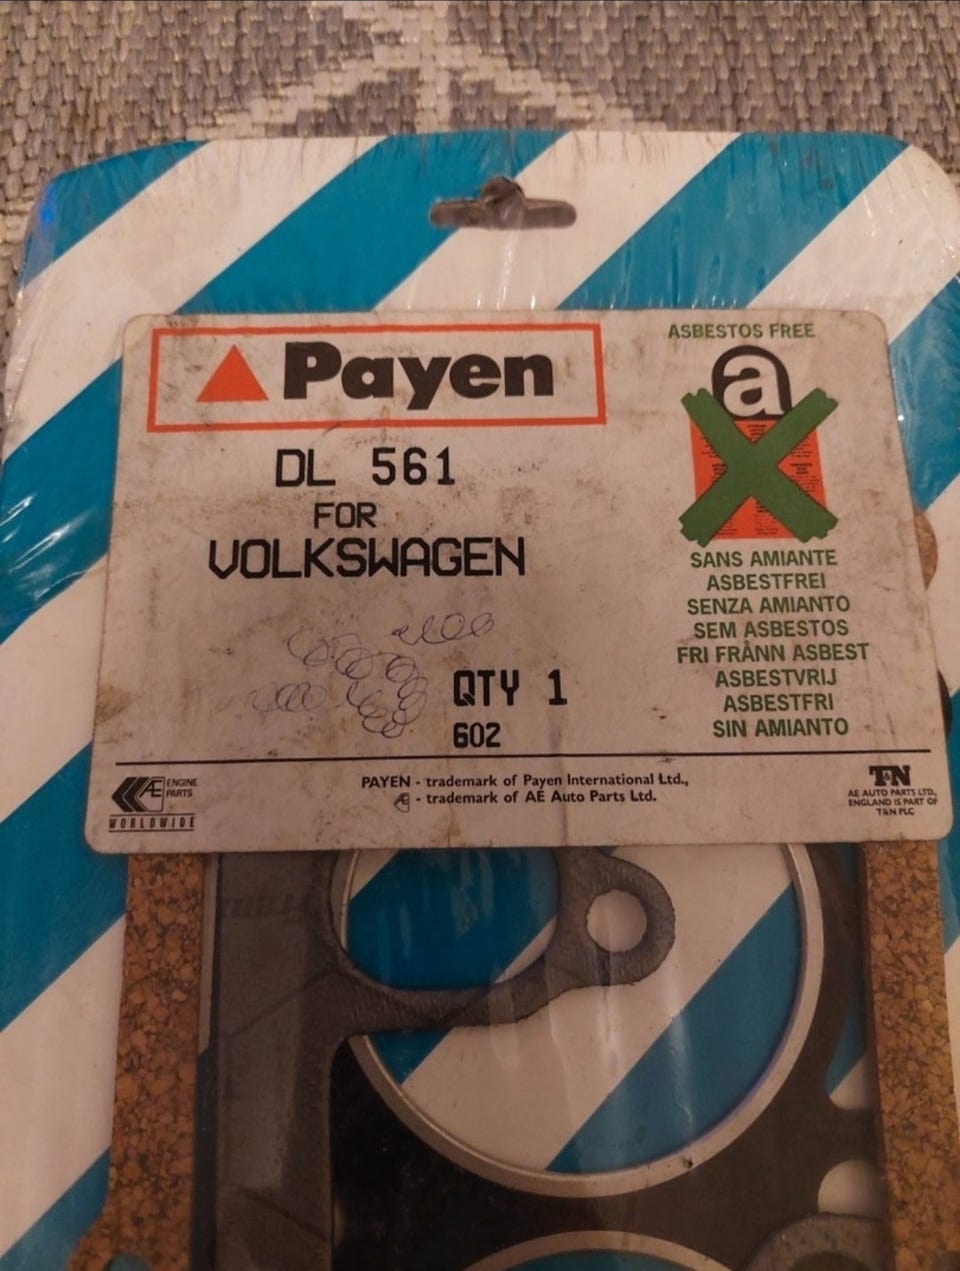 Payen
DL 561
FOR
VOLKSWAGEN
QTY 1
602
ASBESTOS FREE
a
SANS AMIANTE
ASBESTFREI
SENZA AMIANTO
SEM ASBESTOS
FRI FRÅNN ASBEST
ASBESTVRIJ
ASBESTFRI
SIN AMIANTO
AE ENGINE
PARTS
WORLDWIDE
PAYEN - trademark of Payen International Ltd.,
AE - trademark of AE Auto Parts Ltd.
T&N
AE AUTO PARTS LTD.,
ENGLAND IS PART OF
T&N PLC